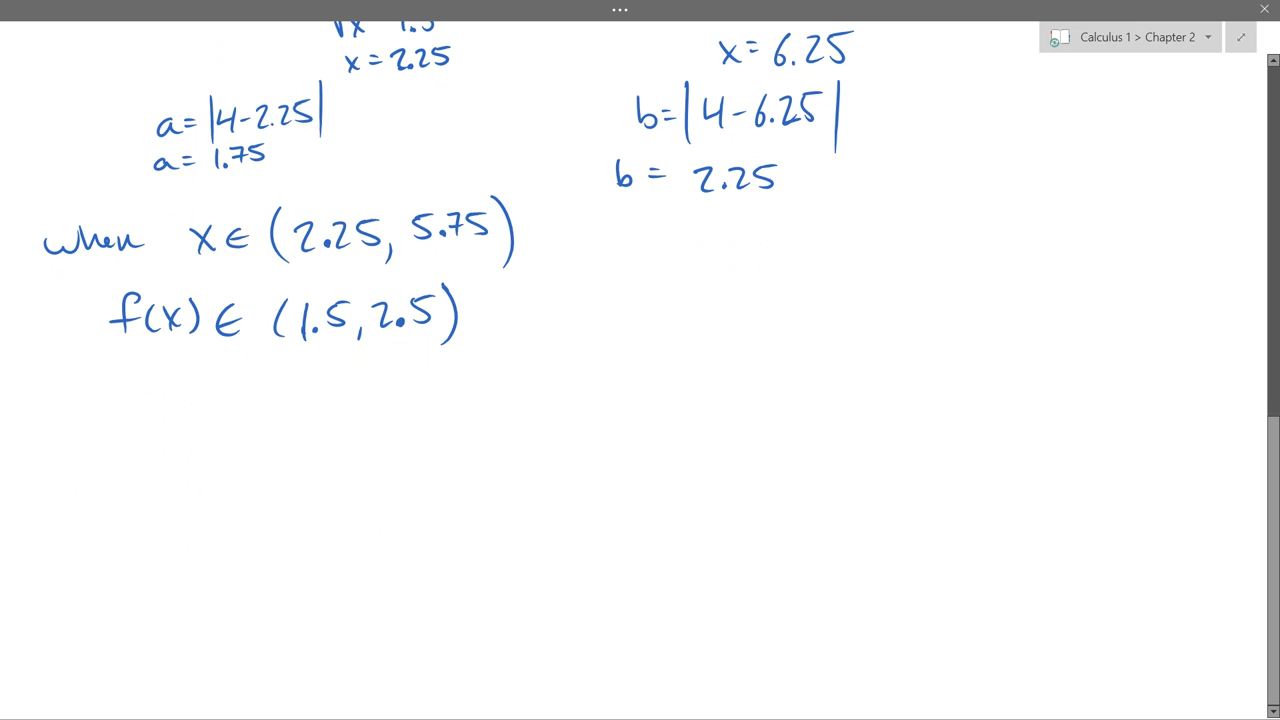 ...
Calculus 1 > Chapter 2
x = 2.25
a = |4-2.25|
a = 1.75
x = 6.25
b = |4-6.25|
b = 2.25
when x ∈ (2.25, 5.75)
f(x) ∈ (1.5, 2.5)